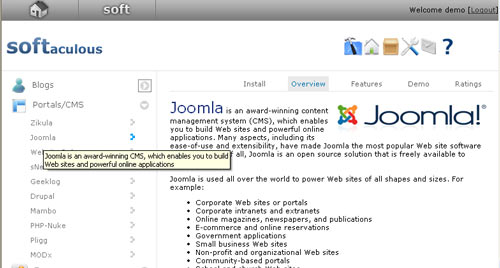 soft
Welcome demo [Logout]
softaculous
Blogs
Portals/CMS
Zikula
Joomla
Joomla is an award-winning CMS, which enables you to build
Web sites and powerful online applications
Geeklog
Drupal
Mambo
PHP-Nuke
Pligg
MODx
Install
Overview
Features
Demo
Ratings
Joomla is an award-winning content
management system (CMS), which enables
you to build Web sites and powerful online
applications. Many aspects, including its
ease-of-use and extensibility, have made Joomla the most popular Web site software
of all, Joomla is an open source solution that is freely available to
Joomla!®
Joomla is used all over the world to power Web sites of all shapes and sizes. For
example:
• Corporate Web sites or portals
• Corporate intranets and extranets
• Online magazines, newspapers, and publications
• E-commerce and online reservations
• Government applications
• Small business Web sites
• Non-profit and organizational Web sites
• Community-based portals
• School and church Web sites